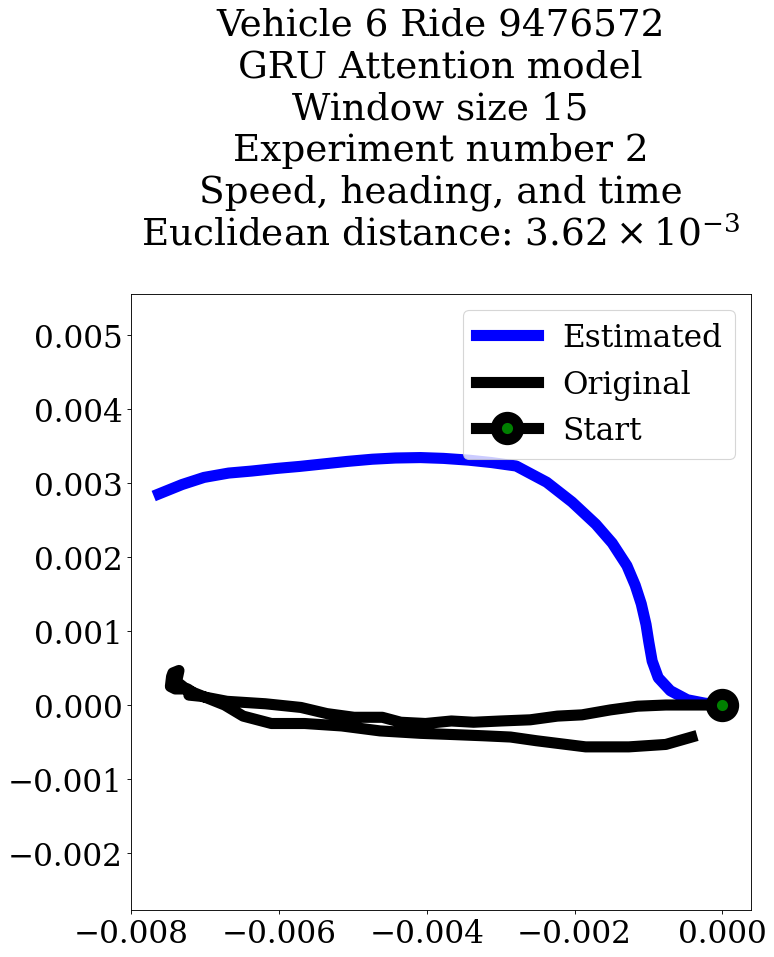 Vehicle 6 Ride 9476572
GRU Attention model
Window size 15
Experiment number 2
Speed, heading, and time
Euclidean distance: 3.62 × 10⁻³
Estimated
Original
Start
0.005
0.004
0.003
0.002
0.001
0.000
−0.001
−0.002
−0.008 −0.006 −0.004 −0.002 0.000